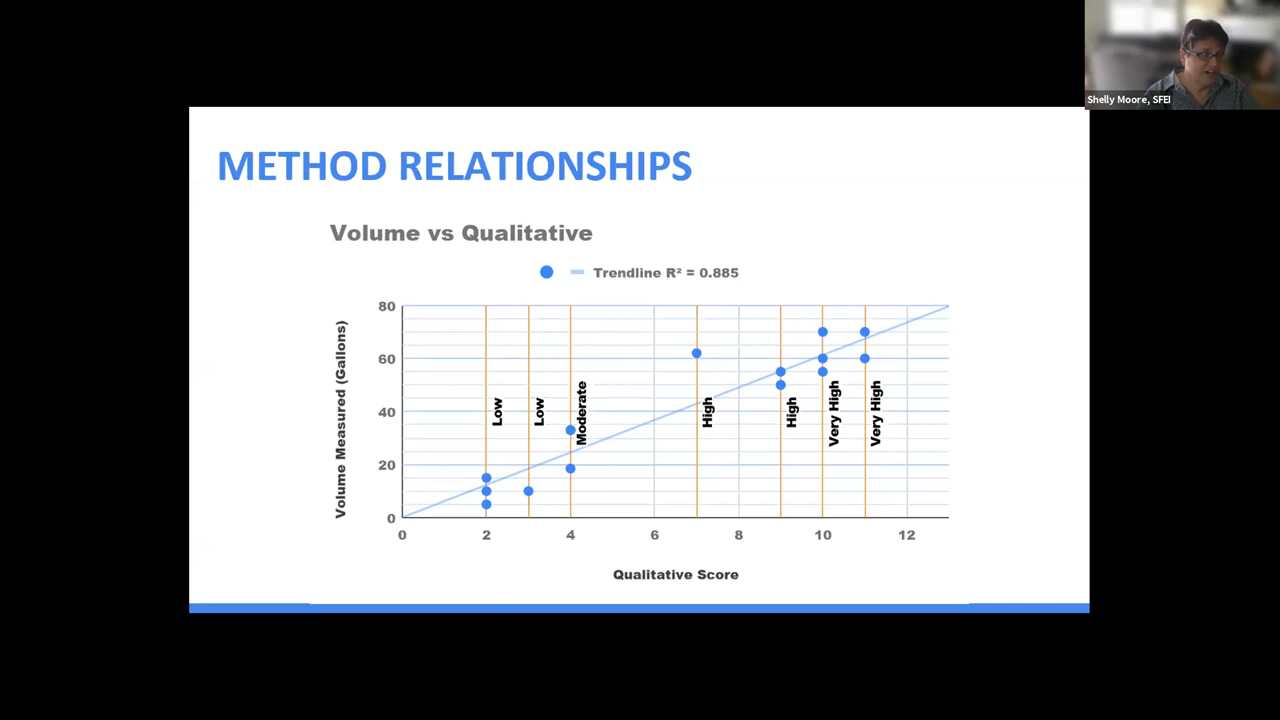 Shelly Moore, SFEI
METHOD RELATIONSHIPS
Volume vs Qualitative
Trendline R² = 0.885
Volume Measured (Gallons)
80
60
40
20
0
Low
Low
Moderate
High
High
Very High
Very High
0 2 4 6 8 10 12
Qualitative Score